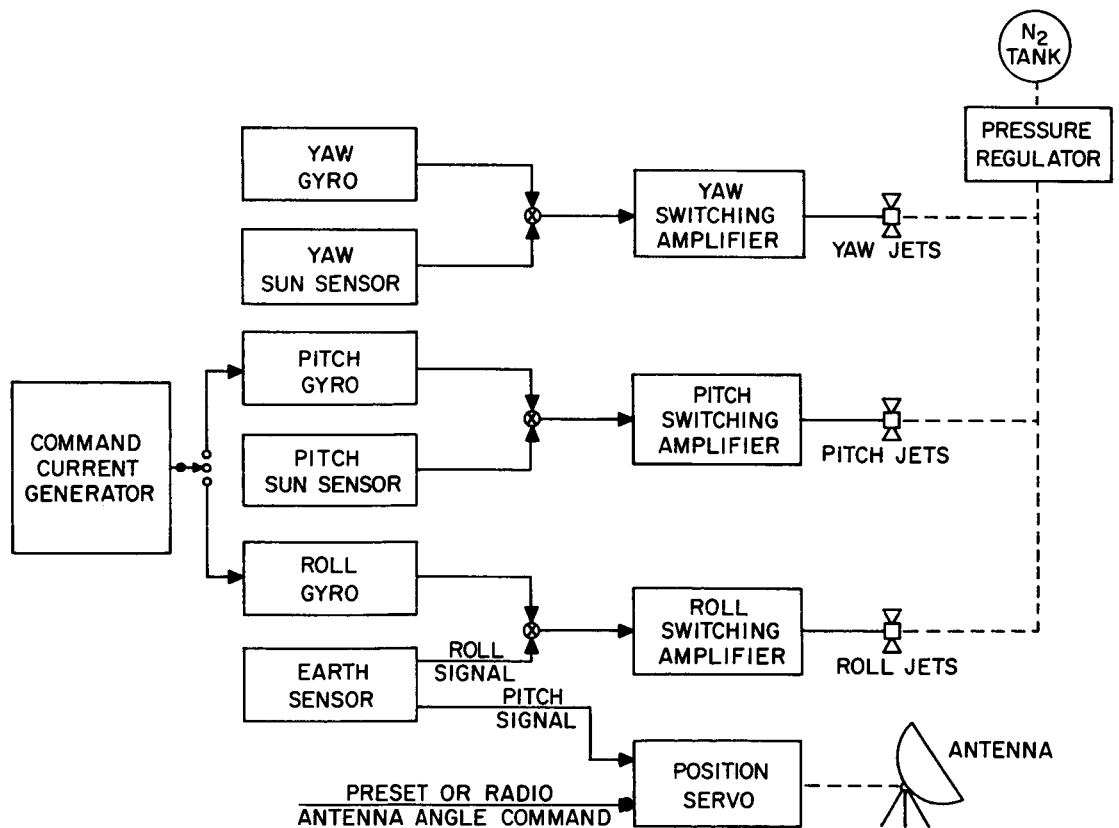 N2
TANK
PRESSURE
REGULATOR
YAW
GYRO
YAW
SUN SENSOR
YAW
SWITCHING
AMPLIFIER
YAW JETS
PITCH
GYRO
PITCH
SUN SENSOR
PITCH
SWITCHING
AMPLIFIER
PITCH JETS
COMMAND
CURRENT
GENERATOR
ROLL
GYRO
EARTH
SENSOR
ROLL
SIGNAL
PITCH
SIGNAL
ROLL
SWITCHING
AMPLIFIER
ROLL JETS
POSITION
SERVO
ANTENNA
PRESET OR RADIO
ANTENNA ANGLE COMMAND